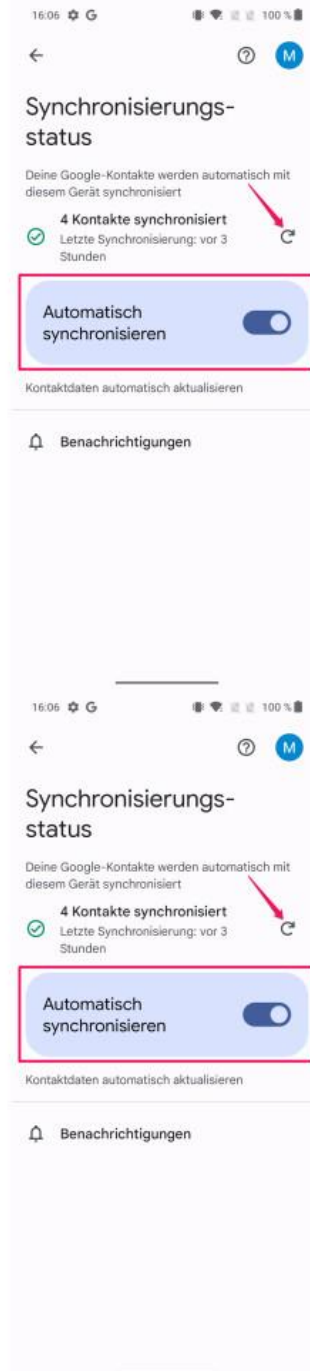 16:06 G 100 %
M
Synchronisierungs-
status
Deine Google-Kontakte werden automatisch mit
diesem Gerät synchronisiert
4 Kontakte synchronisiert
Letzte Synchronisierung: vor 3
Stunden
Automatisch
synchronisieren
Kontaktdaten automatisch aktualisieren
Benachrichtigungen
16:06 G 100 %
M
Synchronisierungs-
status
Deine Google-Kontakte werden automatisch mit
diesem Gerät synchronisiert
4 Kontakte synchronisiert
Letzte Synchronisierung: vor 3
Stunden
Automatisch
synchronisieren
Kontaktdaten automatisch aktualisieren
Benachrichtigungen